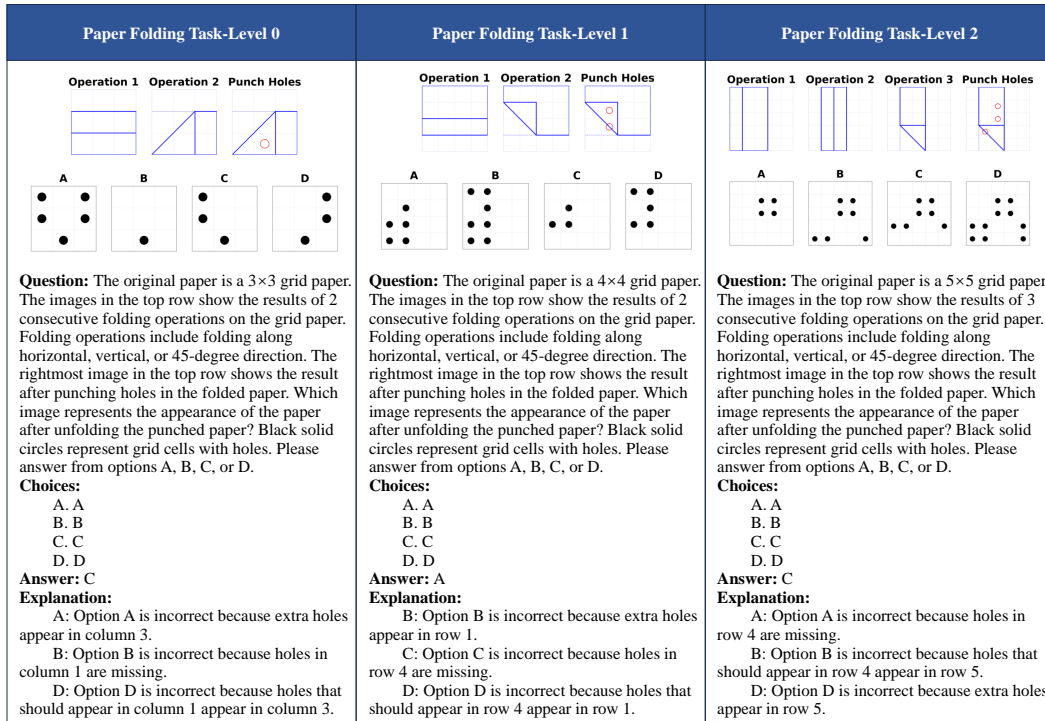 Paper Folding Task-Level 0
Operation 1 Operation 2 Punch Holes
A B
C D
Question: The original paper is a 3×3 grid paper.
The images in the top row show the results of 2
consecutive folding operations on the grid paper.
Folding operations include folding along
horizontal, vertical, or 45-degree direction. The
rightmost image in the top row shows the result
after punching holes in the folded paper. Which
image represents the appearance of the paper
after unfolding the punched paper? Black solid
circles represent grid cells with holes. Please
answer from options A, B, C, or D.
Choices:
A. A
B. B
C. C
D. D
Answer: C
Explanation:
A: Option A is incorrect because extra holes
appear in column 3.
B: Option B is incorrect because holes in
column 1 are missing.
D: Option D is incorrect because holes that
should appear in column 1 appear in column 3.
Paper Folding Task-Level 1
Operation 1 Operation 2 Punch Holes
A B C D
Question: The original paper is a 4×4 grid paper.
The images in the top row show the results of 2
consecutive folding operations on the grid paper.
Folding operations include folding along
horizontal, vertical, or 45-degree direction. The
rightmost image in the top row shows the result
after punching holes in the folded paper. Which
image represents the appearance of the paper
after unfolding the punched paper? Black solid
circles represent grid cells with holes. Please
answer from options A, B, C, or D.
Choices:
A. A
B. B
C. C
D. D
Answer: A
Explanation:
B: Option B is incorrect because extra holes
appear in row 1.
C: Option C is incorrect because holes in
row 4 are missing.
D: Option D is incorrect because holes that
should appear in row 4 appear in row 1.
Paper Folding Task-Level 2
Operation 1 Operation 2 Operation 3 Punch Holes
A B C D
Question: The original paper is a 5×5 grid paper
The images in the top row show the results of 3
consecutive folding operations on the grid paper.
Folding operations include folding along
horizontal, vertical, or 45-degree direction. The
rightmost image in the top row shows the result
after punching holes in the folded paper. Which
image represents the appearance of the paper
after unfolding the punched paper? Black solid
circles represent grid cells with holes. Please
answer from options A, B, C, or D.
Choices:
A. A
B. B
C. C
D. D
Answer: C
Explanation:
A: Option A is incorrect because holes in
row 4 are missing.
B: Option B is incorrect because holes that
should appear in row 4 appear in row 5.
D: Option D is incorrect because extra holes
appear in row 5.